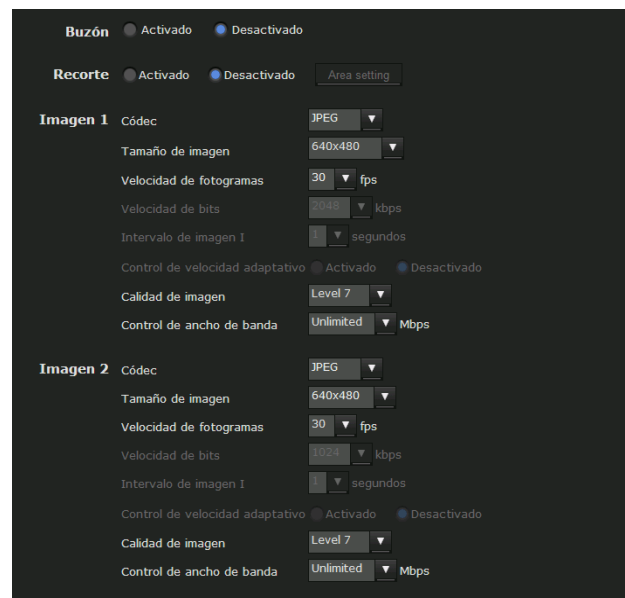 Buzón Activado Desactivado
Recorte Activado Desactivado Area setting
Imagen 1 Códec JPEG
Tamaño de imagen 640x480
Velocidad de fotogramas 30 fps
Velocidad de bits 2048 kbps
Intervalo de imagen I 1 segundos
Control de velocidad adaptativo Activado Desactivado
Calidad de imagen Level 7
Control de ancho de banda Unlimited Mbps
Imagen 2 Códec JPEG
Tamaño de imagen 640x480
Velocidad de fotogramas 30 fps
Velocidad de bits 1024 kbps
Intervalo de imagen I 1 segundos
Control de velocidad adaptativo Activado Desactivado
Calidad de imagen Level 7
Control de ancho de banda Unlimited Mbps